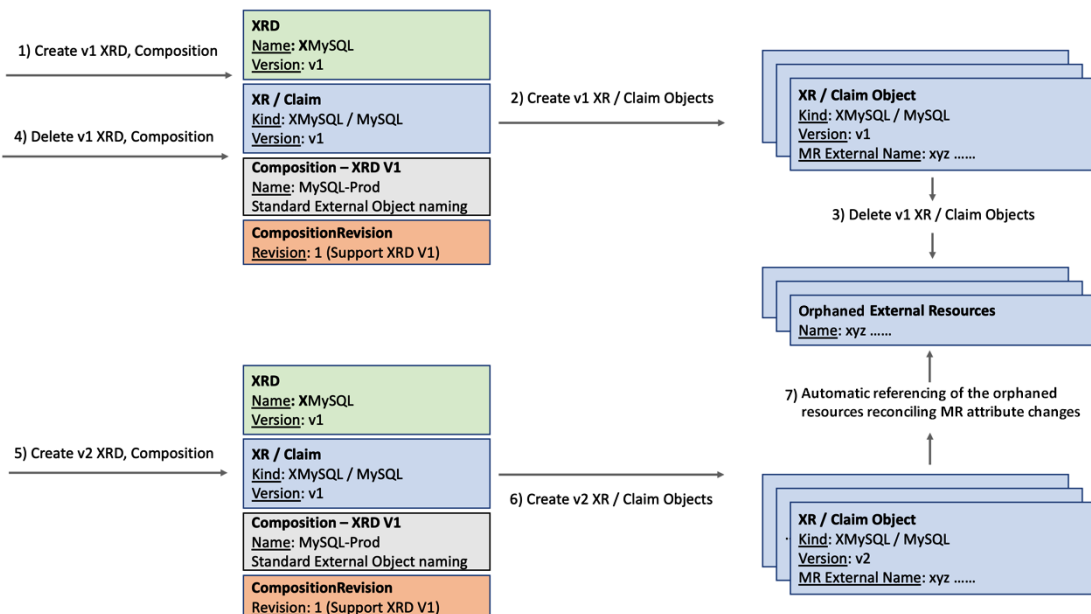 1) Create v1 XRD, Composition
4) Delete v1 XRD, Composition
XRD
Name: XMySQL
Version: v1
XR / Claim
Kind: XMySQL / MySQL
Version: v1
Composition – XRD V1
Name: MySQL-Prod
Standard External Object naming
CompositionRevision
Revision: 1 (Support XRD V1)
2) Create v1 XR / Claim Objects
XR / Claim Object
Kind: XMySQL / MySQL
Version: v1
MR External Name: xyz ......
3) Delete v1 XR / Claim Objects
Orphaned External Resources
Name: xyz ......
7) Automatic referencing of the orphaned
resources reconciling MR attribute changes
5) Create v2 XRD, Composition
XRD
Name: XMySQL
Version: v1
XR / Claim
Kind: XMySQL / MySQL
Version: v1
Composition – XRD V1
Name: MySQL-Prod
Standard External Object naming
CompositionRevision
Revision: 1 (Support XRD V1)
6) Create v2 XR / Claim Objects
XR / Claim Object
Kind: XMySQL / MySQL
Version: v2
MR External Name: xyz ......